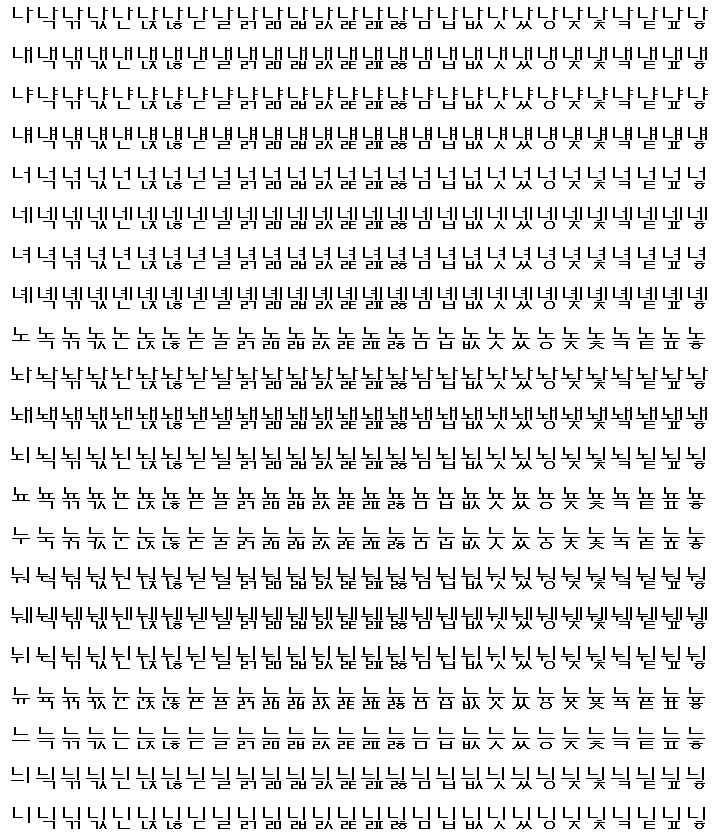 나낙낚낛난낝낞낟날낡낢낣낤낥낦낧남납낪낫났낭낮낯낰낱낲낳
내낵낶낷낸낹낺낻낼낽낾낿냀냁냂냃냄냅냆냇냈냉냊냋냌냍냎냏
냐냑냒냓냔냕냖냗냘냙냚냛냜냝냞냟냠냡냢냣냤냥냦냧냨냩냪냫
냬냭냮냯냰냱냲냳냴냵냶냷냸냹냺냻냼냽냾냿넀넁넂넃넄넅넆넇
너넉넊넋넌넍넎넏널넑넒넓넔넕넖넗넘넙넚넛넜넝넞넟넠넡넢넣
네넥넦넧넨넩넪넫넬넭넮넯넰넱넲넳넴넵넶넷넸넹넺넻넼넽넾넿
녀녁녂녃년녅녆녇녈녉녊녋녌녍녎녏념녑녒녓녔녕녖녗녘녙녚녛
녜녝녞녟녠녡녢녣녤녥녦녧녨녩녪녫녬녭녮녯녰녱녲녳녴녵녶녷
노녹녺녻논녽녾녿놀놁놂놃놄놅놆놇놈놉놊놋놌농놎놏놐놑높놓
놔놕놖놗놘놙놚놛놜놝놞놟놠놡놢놣놤놥놦놧놨놩놪놫놬놭놮놯
놰놱놲놳놴놵놶놷놸놹놺놻놼놽놾놿뇀뇁뇂뇃뇄뇅뇆뇇뇈뇉뇊뇋
뇌뇍뇎뇏뇐뇑뇒뇓뇔뇕뇖뇗뇘뇙뇚뇛뇜뇝뇞뇟뇠뇡뇢뇣뇤뇥뇦뇧
뇨뇩뇪뇫뇬뇭뇮뇯뇰뇱뇲뇳뇴뇵뇶뇷뇸뇹뇺뇻뇼뇽뇾뇿눀눁눂눃
누눅눆눇눈눉눊눋눌눍눎눏눐눑눒눓눔눕눖눗눘눙눚눛눜눝눞눟
눠눡눢눣눤눥눦눧눨눩눪눫눬눭눮눯눰눱눲눳눴눵눶눷눸눹눺눻
눼눽눾눿뉀뉁뉂뉃뉄뉅뉆뉇뉈뉉뉊뉋뉌뉍뉎뉏뉐뉑뉒뉓뉔뉕뉖뉗
뉘뉙뉚뉛뉜뉝뉞뉟뉠뉡뉢뉣뉤뉥뉦뉧뉨뉩뉪뉫뉬뉭뉮뉯뉰뉱뉲뉳
뉴뉵뉶뉷뉸뉹뉺뉻뉼뉽뉾뉿늀늁늂늃늄늅늆늇늈늉늊늋늌늍늎늏
느늑늒늓는늕늖늗늘늙늚늛늜늝늞늟늠늡늢늣늤능늦늧늨늩늪늫
늬늭늮늯늰늱늲늳늴늵늶늷늸늹늺늻늼늽늾늿닀닁닂닃닄닅닆닇
니닉닊닋닌닍닎닏닐닑닒닓닔닕닖닗님닙닚닛닜닝닞닟닠닡닢닣